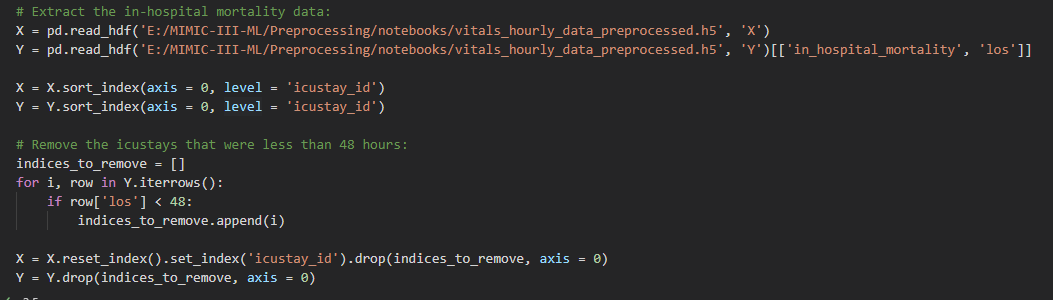 # Extract the in-hospital mortality data:
X = pd.read_hdf('E:/MIMIC-III-ML/Preprocessing/notebooks/vitals_hourly_data_preprocessed.h5', 'X')
Y = pd.read_hdf('E:/MIMIC-III-ML/Preprocessing/notebooks/vitals_hourly_data_preprocessed.h5', 'Y')[['in_hospital_mortality', 'los']]

X = X.sort_index(axis = 0, level = 'icustay_id')
Y = Y.sort_index(axis = 0, level = 'icustay_id')

# Remove the icustays that were less than 48 hours:
indices_to_remove = []
for i, row in Y.iterrows():
    if row['los'] < 48:
        indices_to_remove.append(i)

X = X.reset_index().set_index('icustay_id').drop(indices_to_remove, axis = 0)
Y = Y.drop(indices_to_remove, axis = 0)